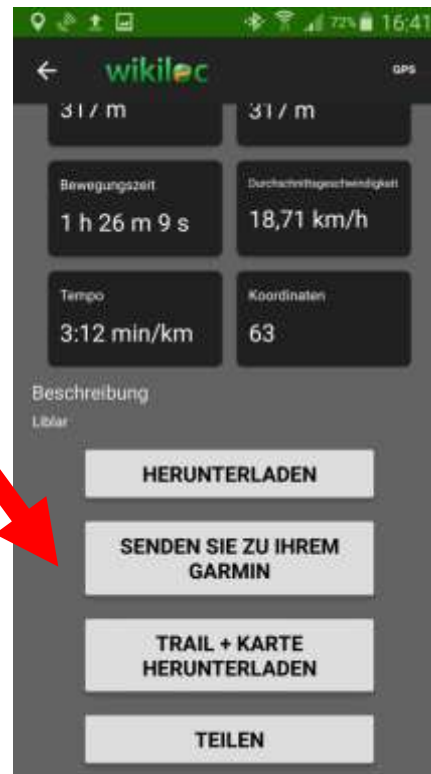 72% 16:41
wikiloc GPS
317 m 317 m
Bewegungszeit Durchschnittsgeschwindigkeit
1 h 26 m 9 s 18,71 km/h
Tempo Koordinaten
3:12 min/km 63
Beschreibung
Liblar
HERUNTERLADEN
SENDEN SIE ZU IHREM
GARMIN
TRAIL + KARTE
HERUNTERLADEN
TEILEN